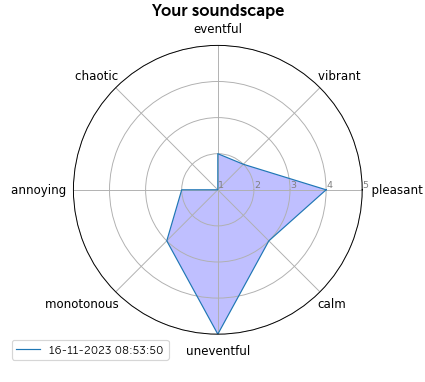 Your soundscape
eventful
chaotic
vibrant
annoying
1
2
3
4
5
pleasant
monotonous
calm
uneventful
16-11-2023 08:53:50